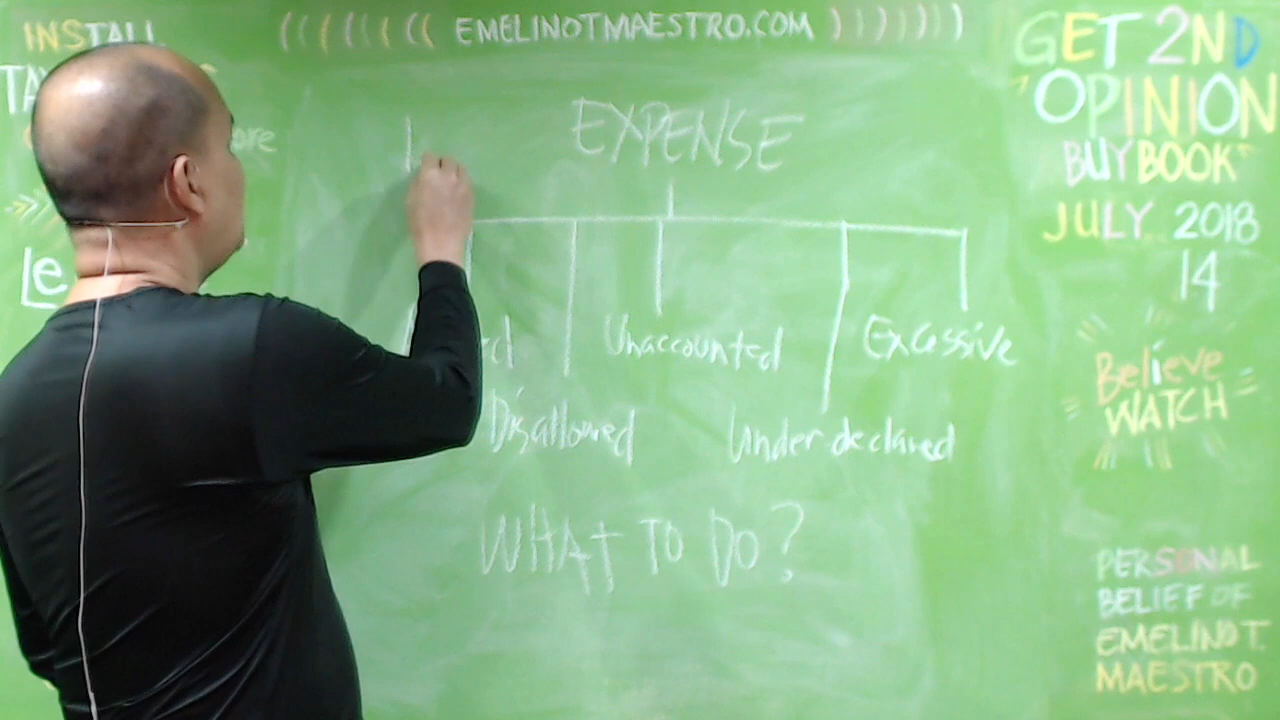 INSTALL
((((((( EMELINOTMAESTRO.COM )))))))
EXPENSE
Unaccounted
Excessive
Disallowed
Underdeclared
WHAT TO DO?
GET 2ND
OPINION
BUY BOOK
JULY 2018
14
Believe
WATCH
PERSONAL
BELIEF OF
EMELINO T.
MAESTRO